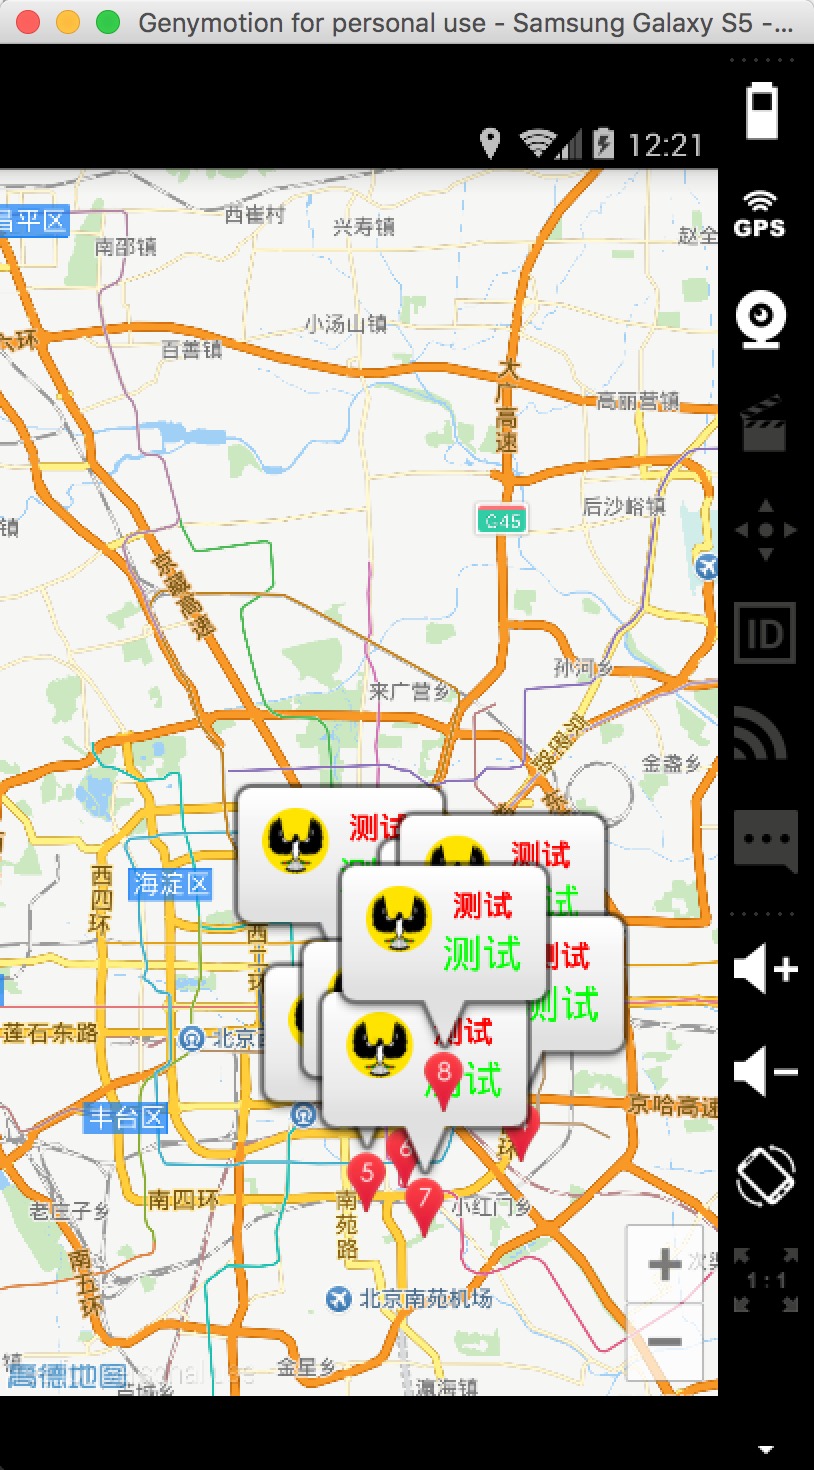 Genymotion for personal use - Samsung Galaxy S5 -...
12:21
GPS
昌平区
西崔村
兴寿镇
南邵镇
赵全
小汤山镇
六环
百善镇
大广高速
高丽营镇
后沙峪镇
镇
G45
京藏高速
ID
孙河乡
来广营乡
金盏乡
测试
测试
海淀区
西四环
测试
测试
测试
测试
测试
莲石东路
北京
测试
测试
8
丰台区
京哈高速
环
6
5
7
老庄子乡
南四环
南苑路
小红门乡
南五环
1:1
北京南苑机场
金星乡
镇
高德地图
瀛海镇